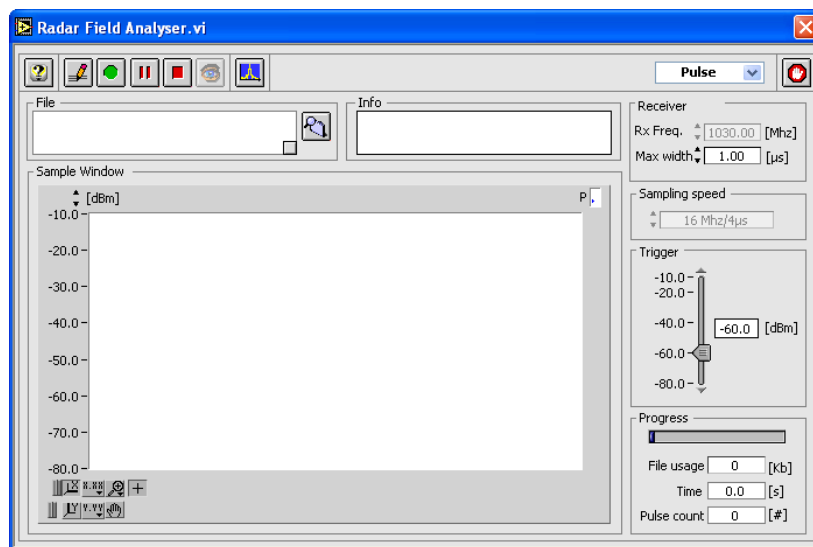 Radar Field Analyser.vi
Pulse
File
Info
Receiver
Rx Freq. 1030.00 [Mhz]
Max width 1.00 [µs]
Sample Window
[dBm] P
-10.0
-20.0
-30.0
-40.0
-50.0
-60.0
-70.0
-80.0
Sampling speed
16 Mhz/4µs
Trigger
-10.0
-20.0
-40.0
-60.0
-80.0
-60.0 [dBm]
Progress
File usage 0 [Kb]
Time 0.0 [s]
Pulse count 0 [#]
X 8.88
Y Y.YY